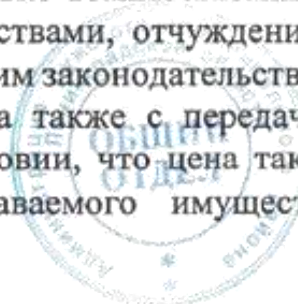 ствами, отчуждени
им законодательств
а также с передач
овии, что цена так
ОБЩИЙ
ОТДЕЛ
аваемого имущест